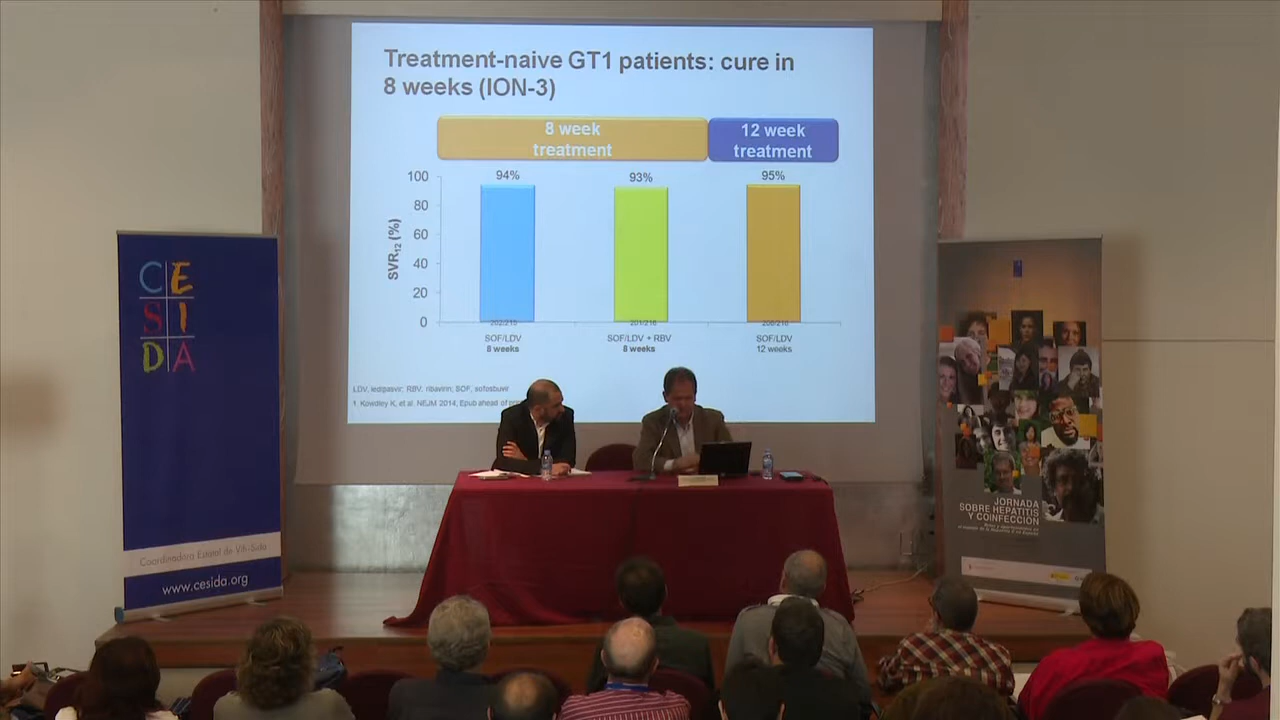 Treatment-naive GT1 patients: cure in
8 weeks (ION-3)
8 week
treatment
12 week
treatment
94%
93%
95%
100
80
60
40
20
0
SVR12 (%)
SOF/LDV
8 weeks
SOF/LDV + RBV
8 weeks
SOF/LDV
12 weeks
LDV, ledipasvir; RBV, ribavirin; SOF, sofosbuvir
1. Kowdley K, et al. NEJM 2014, Epub ahead of
CE
SI
DA
Coordinadora Estatal de Vih-Sida
www.cesida.org
JORNADA
SOBRE HEPATITIS
Y COINFECCIÓN